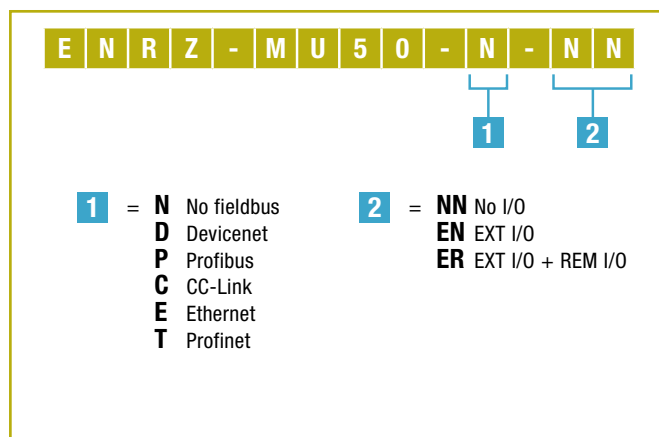 ENRZ-MU50-N-NN
1 2
1 = N No fieldbus
D Devicenet
P Profibus
C CC-Link
E Ethernet
T Profinet
2 = NN No I/O
EN EXT I/O
ER EXT I/O + REM I/O